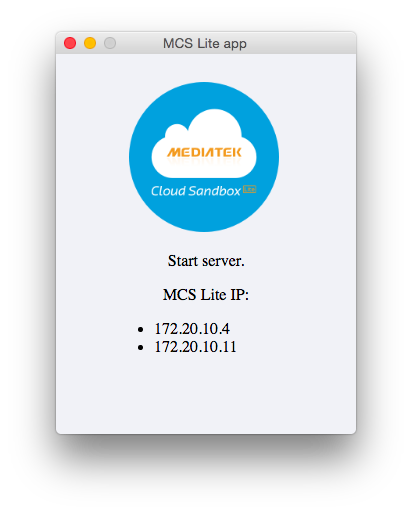 MCS Lite app
MEDIATEK
Cloud Sandbox Lite
Start server.
MCS Lite IP:
172.20.10.4
172.20.10.11